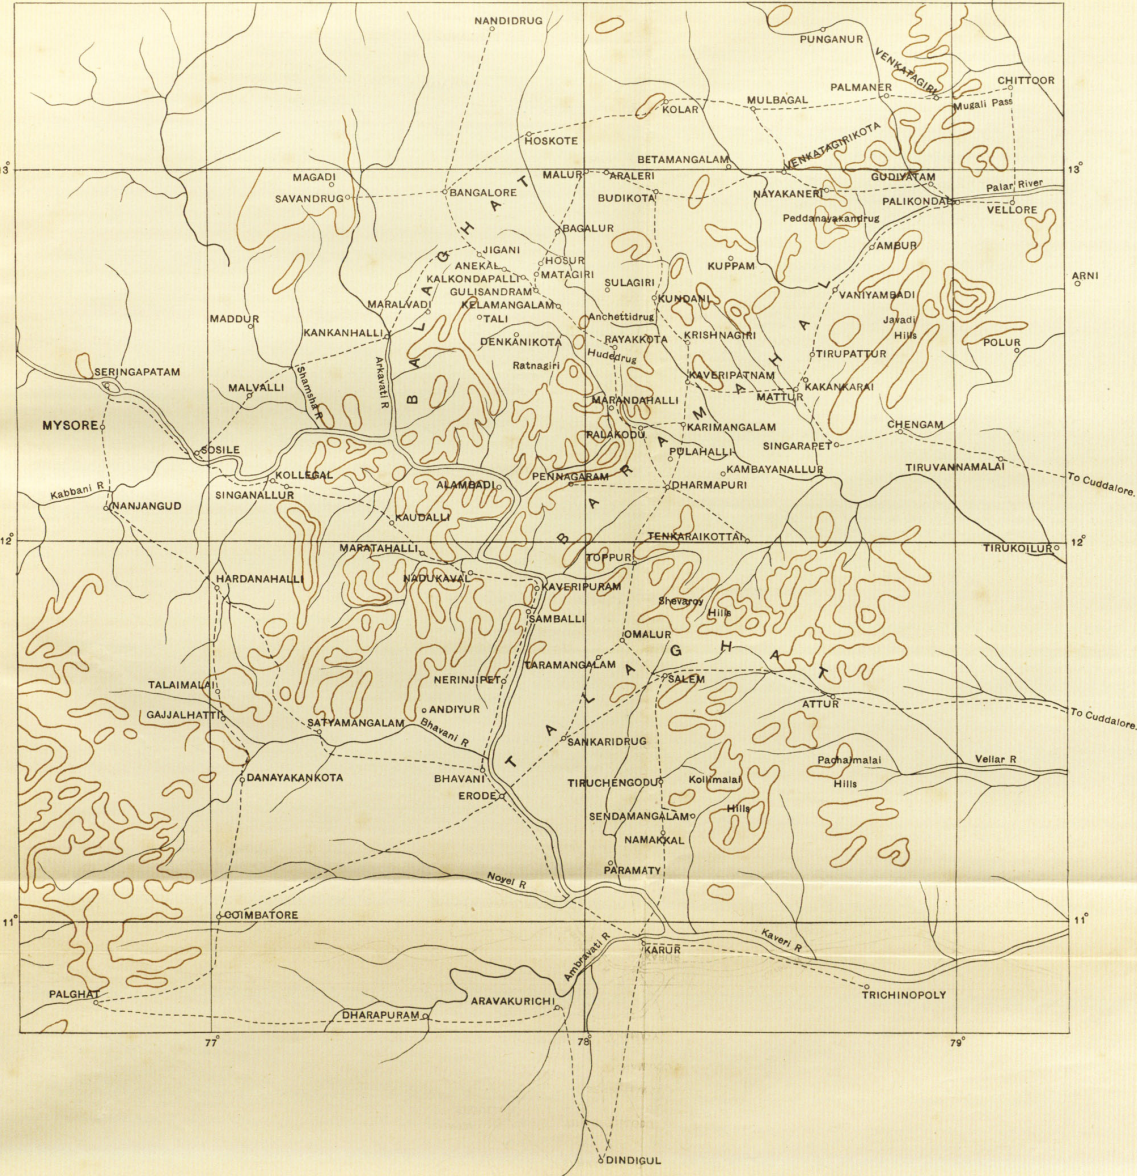 NANDIDRUG
PUNGANUR
VENKATAGIRI
CHITTOOR
PALMANER
MULBAGAL
Mugali Pass
KOLAR
HOSKOTE
VENKATAGIRIKOTA
BETAMANGALAM
13°
13°
MAGADI
MALUR
ARALERI
GUDIYATAM
SAVANDRUG
BANGALORE
BUDIKOTA
NAYAKANERI
PALIKONDA
Palar River
VELLORE
Peddanayakandrug
BAGALUR
AMBUR
JIGANI
ANEKAL
HOSUR
KUPPAM
KALKONDAPALLI
MATAGIRI
ARNI
GULISANDRAM
SULAGIRI
VANIYAMBADI
MARALVADI
KELAMANGALAM
KUNDANI
MADDUR
TALI
Anchettidrug
Javadi
Hills
KANKANHALLI
DENKANIKOTA
RAYAKKOTA
KRISHNAGIRI
POLUR
Hudedrug
TIRUPATTUR
Ratnagiri
SERINGAPATAM
Arkavati R
Shamsha R
KAVERIPATNAM
KAKANKARAI
MALVALLI
MATTUR
MARANDAHALLI
BALAGHAT
BARAMAHAL
MYSORE
PALAKODU
KARIMANGALAM
CHENGAM
SOSILE
SINGARAPET
PULAHALLI
TIRUVANNAMALAI
KOLLEGAL
PENNAGARAM
KAMBAYANALLUR
To Cuddalore.
Kabbani R
SINGANALLUR
ALAMBADI
DHARMAPURI
NANJANGUD
KAUDALLI
12°
12°
TENKARAIKOTTAI
TIRUKOILUR
MARATAHALLI
TOPPUR
HARDANAHALLI
NADUKAVAL
KAVERIPURAM
Shevaroy
Hills
SAMBALLI
OMALUR
TARAMANGALAM
TALAGHAT
NERINJIPET
SALEM
TALAIMALAI
ATTUR
GAJJALHATTI
ANDIYUR
To Cuddalore.
SATYAMANGALAM
Bhavani R
SANKARIDRUG
Pachaimalai
Hills
Vellar R
DANAYAKANKOTA
BHAVANI
TIRUCHENGODU
Kollimalai
Hills
ERODE
SENDAMANGALAM
NAMAKKAL
PARAMATY
Noyel R
11°
11°
COIMBATORE
Ambravati R
KARUR
Kaveri R
PALGHAT
ARAVAKURICHI
TRICHINOPOLY
DHARAPURAM
77°
78°
79°
DINDIGUL